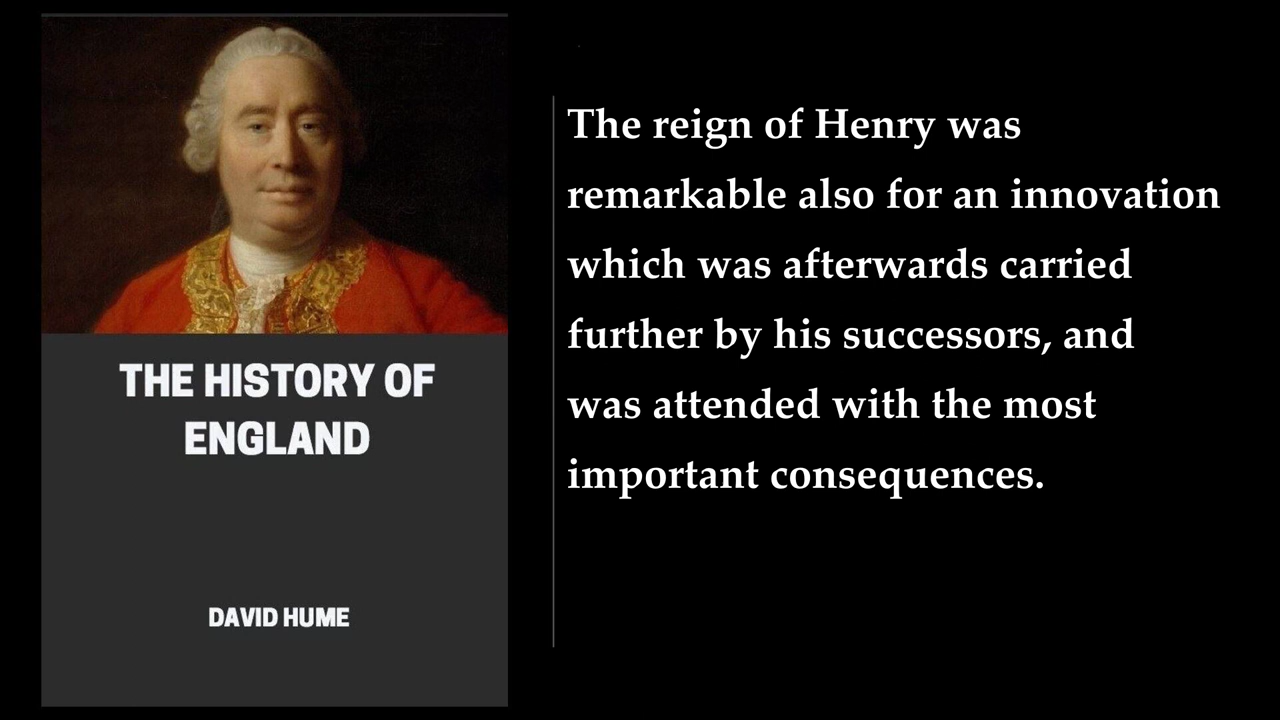 THE HISTORY OF
ENGLAND
DAVID HUME
The reign of Henry was
remarkable also for an innovation
which was afterwards carried
further by his successors, and
was attended with the most
important consequences.